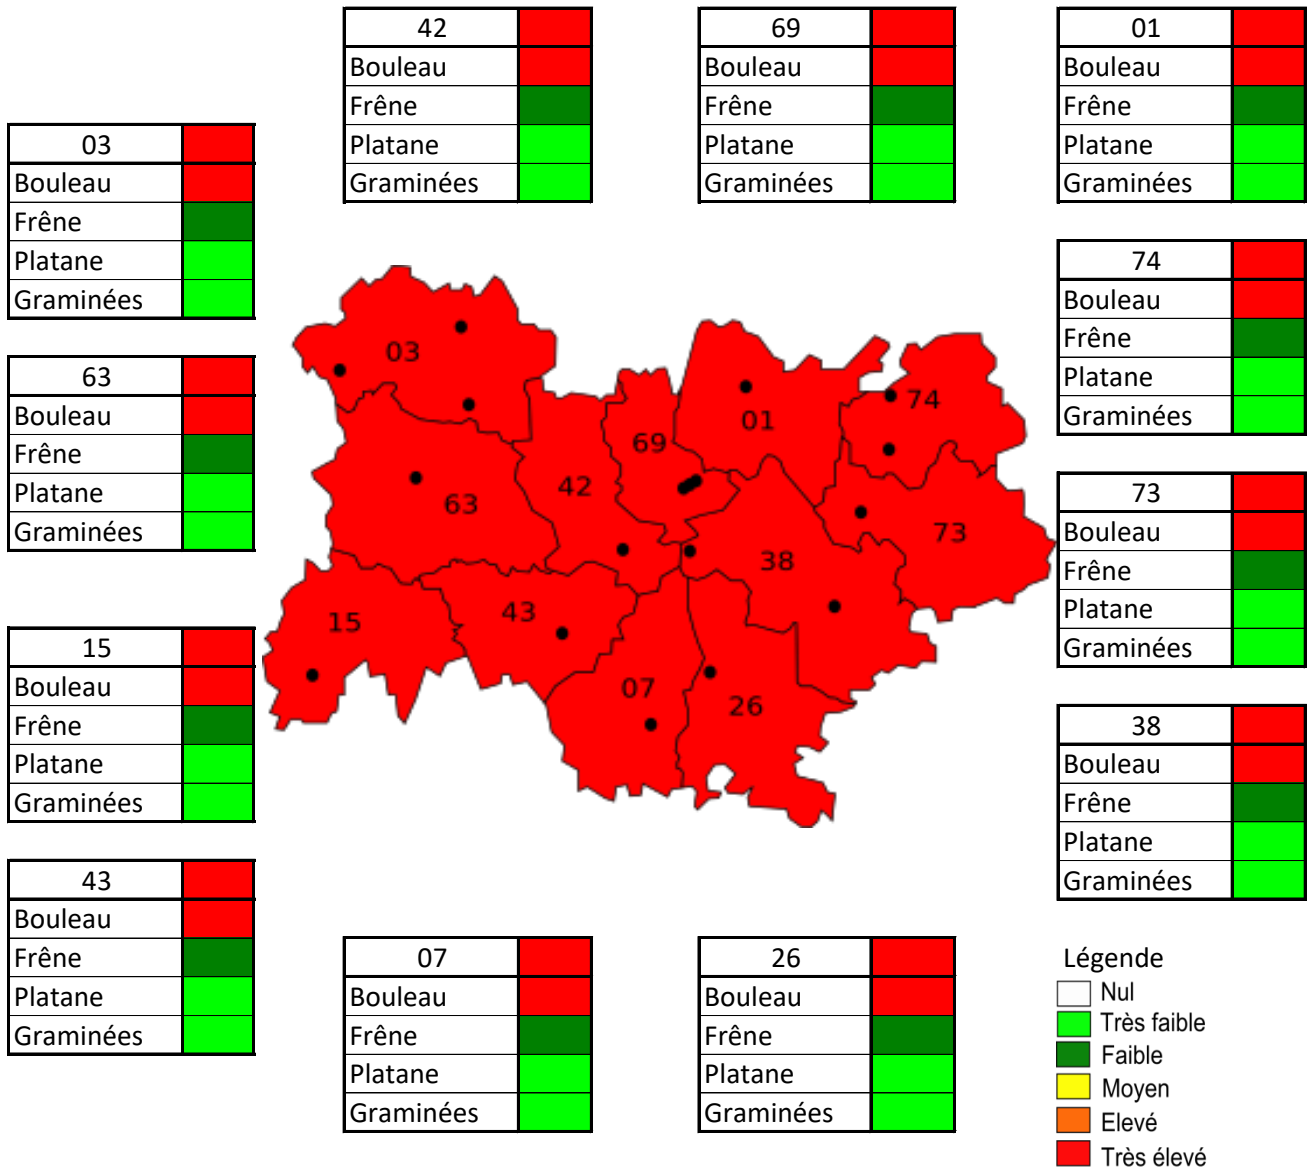 42
Bouleau
Frêne
Platane
Graminées
69
Bouleau
Frêne
Platane
Graminées
01
Bouleau
Frêne
Platane
Graminées
03
Bouleau
Frêne
Platane
Graminées
74
Bouleau
Frêne
Platane
Graminées
63
Bouleau
Frêne
Platane
Graminées
73
Bouleau
Frêne
Platane
Graminées
15
Bouleau
Frêne
Platane
Graminées
38
Bouleau
Frêne
Platane
Graminées
43
Bouleau
Frêne
Platane
Graminées
07
Bouleau
Frêne
Platane
Graminées
26
Bouleau
Frêne
Platane
Graminées
03
74
01
69
42
63
73
38
43
15
07
26
Légende
Nul
Très faible
Faible
Moyen
Elevé
Très élevé